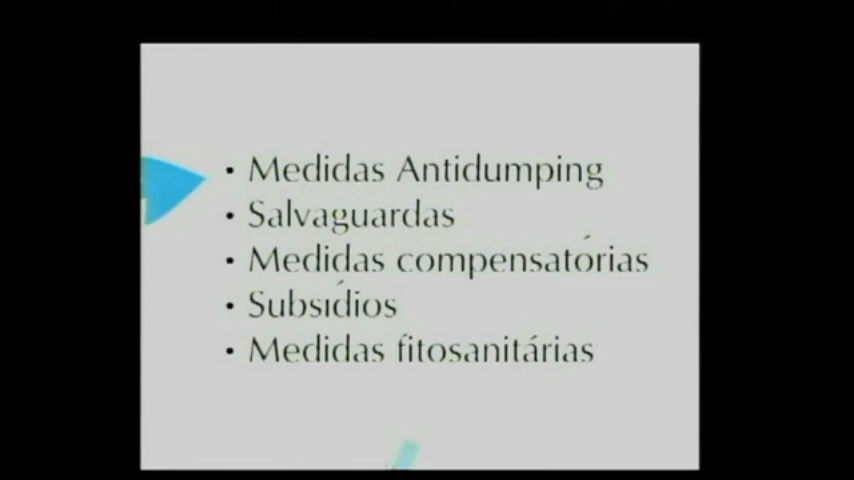 • Medidas Antidumping
• Salvaguardas
• Medidas compensatórias
• Subsídios
• Medidas fitosanitárias